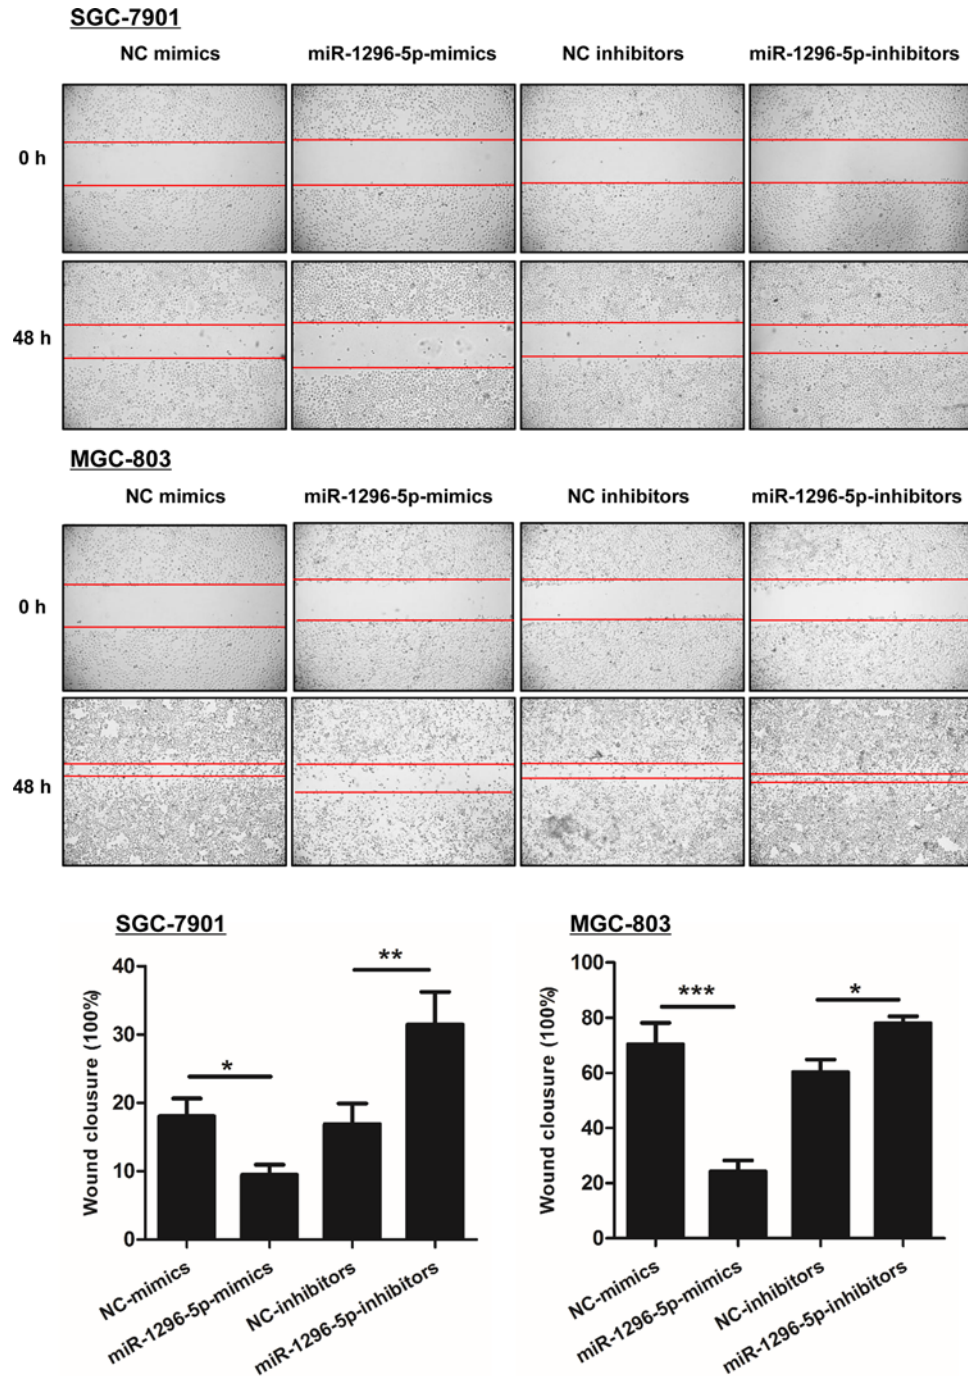 SGC-7901
NC mimics miR-1296-5p-mimics NC inhibitors miR-1296-5p-inhibitors
0 h
48 h
MGC-803
NC mimics miR-1296-5p-mimics NC inhibitors miR-1296-5p-inhibitors
0 h
48 h
SGC-7901
Wound clousure (100%)
40
30
20
10
0
*
**
NC-mimics
miR-1296-5p-mimics
NC-inhibitors
miR-1296-5p-inhibitors
MGC-803
Wound clousure (100%)
100
80
60
40
20
0
***
*
NC-mimics
miR-1296-5p-mimics
NC-inhibitors
miR-1296-5p-inhibitors